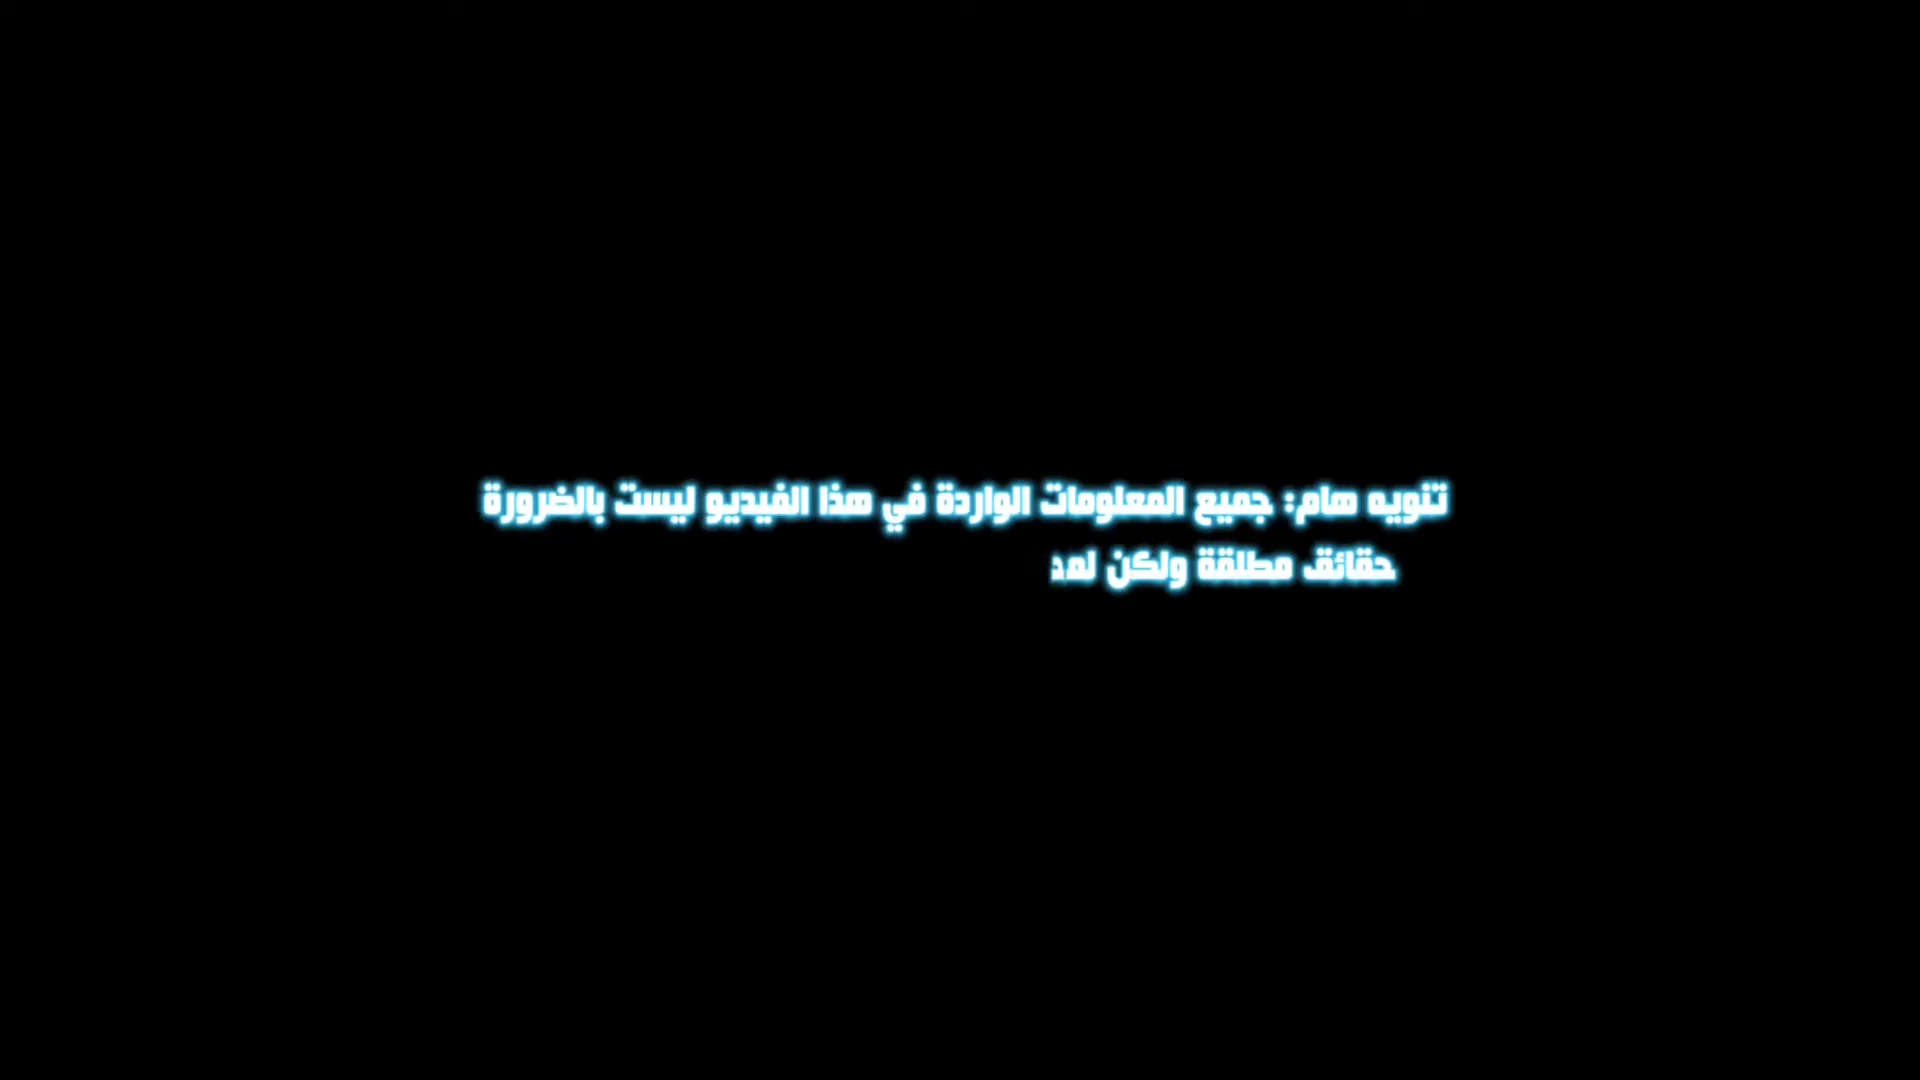 تنويه هام: جميع المعلومات الواردة في هذا الفيديو ليست بالضرورة
حقائق مطلقة ولكن